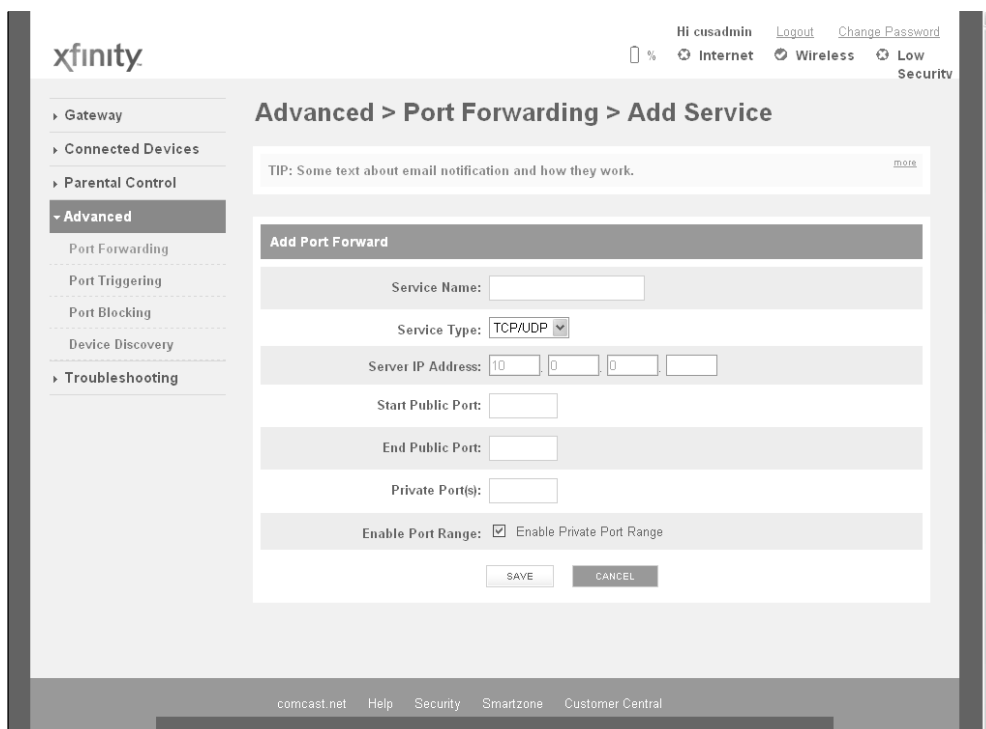 Hi cusadmin Logout Change Password
xfinity.
% Internet Wireless Low Security
Gateway
Connected Devices
Parental Control
Advanced
Port Forwarding
Port Triggering
Port Blocking
Device Discovery
Troubleshooting
Advanced > Port Forwarding > Add Service
TIP: Some text about email notification and how they work. more
Add Port Forward
Service Name:
Service Type: TCP/UDP
Server IP Address: 10 . 0 . 0 .
Start Public Port:
End Public Port:
Private Port(s):
Enable Port Range: Enable Private Port Range
SAVE CANCEL
comcast.net Help Security Smartzone Customer Central